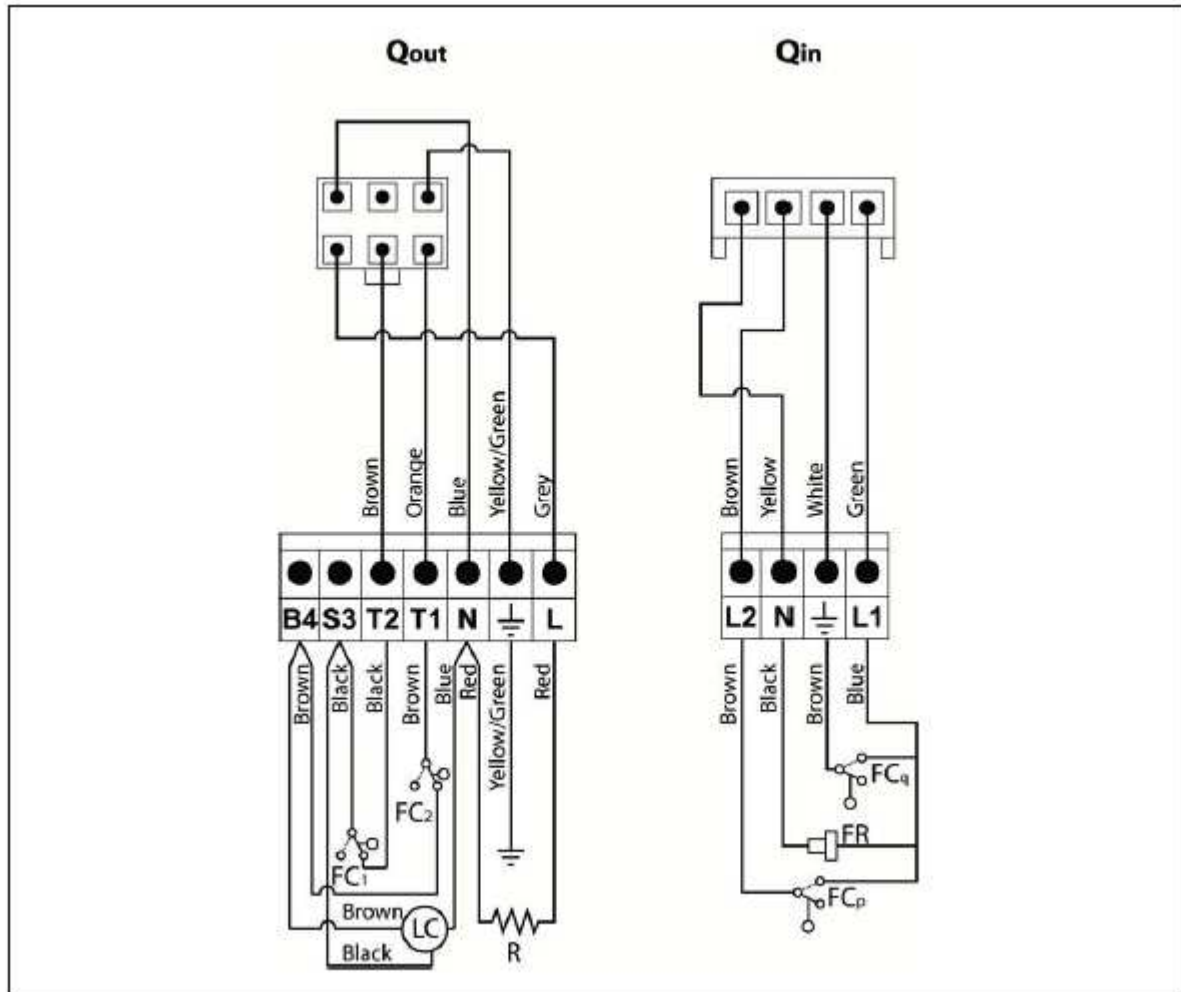 Qout
Qin
Brown
Orange
Blue
Yellow/Green
Grey
Brown
Yellow
White
Green
B4 S3 T2 T1 N L
L2 N L1
Brown
Black
Black
Brown
Blue
Red
Yellow/Green
Red
Brown
Black
Brown
Blue
FC2
FCq
FC1
FR
FCp
Brown
LC
Black
R